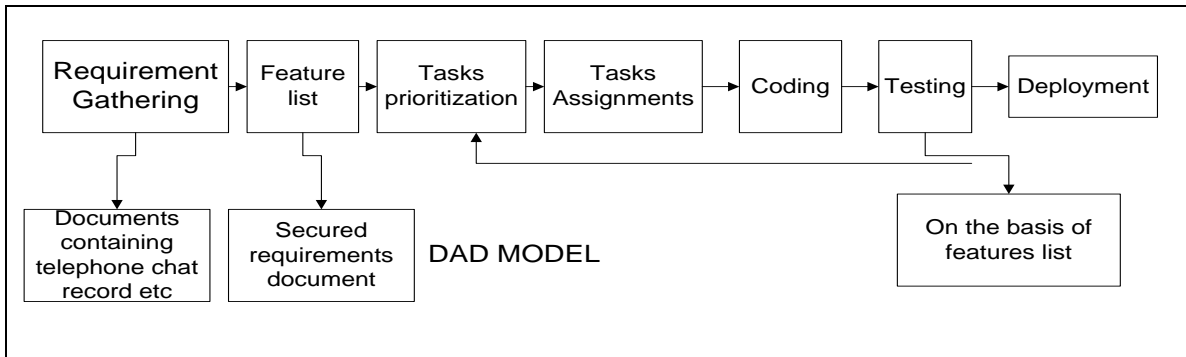 Requirement
Gathering
Feature
list
Tasks
prioritization
Tasks
Assignments
Coding
Testing
Deployment
Documents
containing
telephone chat
record etc
Secured
requirements
document
DAD MODEL
On the basis of
features list